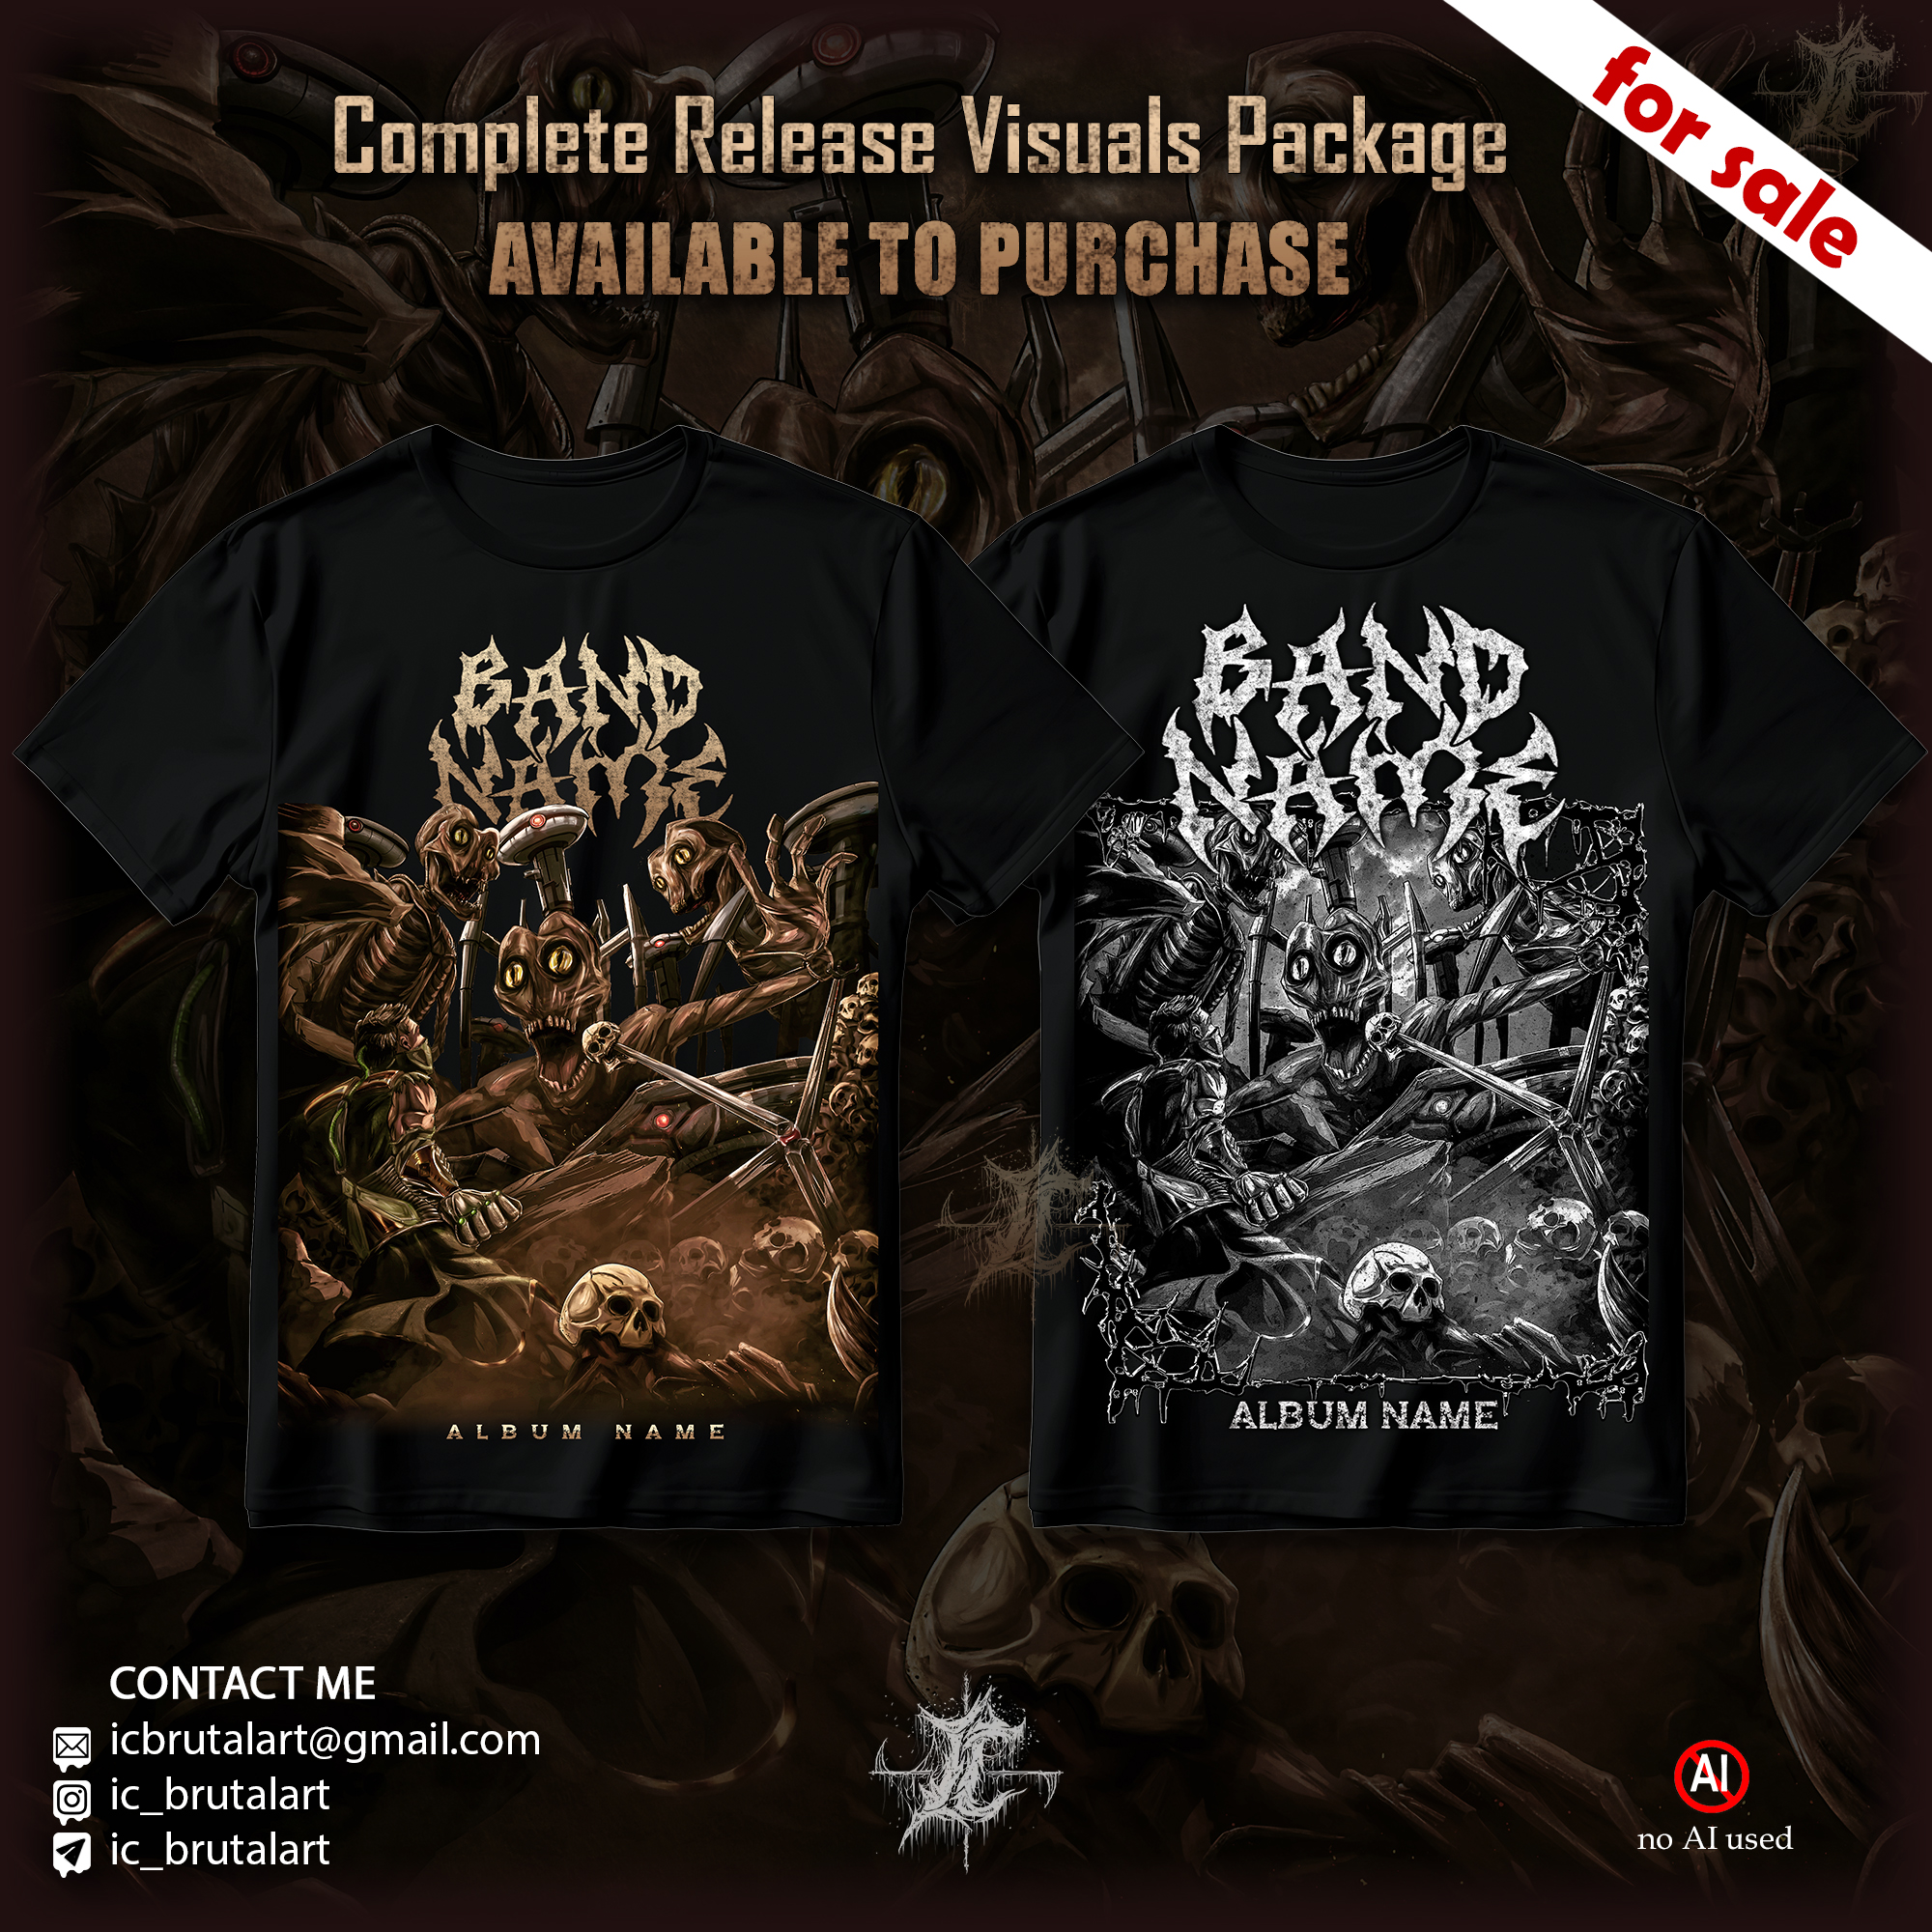 for sale
Complete Release Visuals Package
AVAILABLE TO PURCHASE
BAND
NAME
ALBUM NAME
BAND
NAME
ALBUM NAME
CONTACT ME
icbrutalart@gmail.com
ic_brutalart
ic_brutalart
IC
AI
no AI used